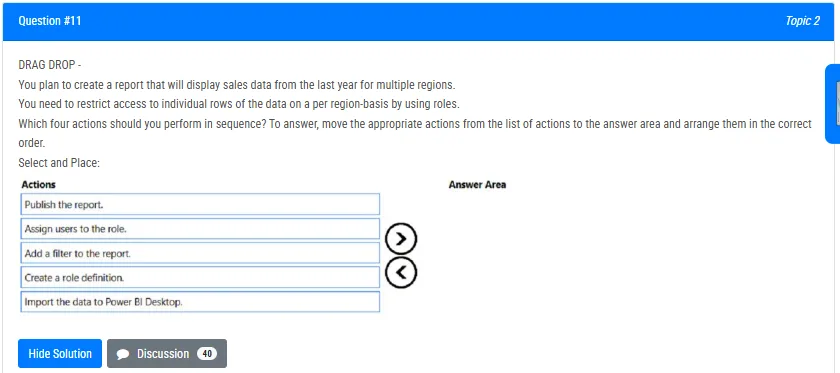 Question #11
Topic 2
DRAG DROP -
You plan to create a report that will display sales data from the last year for multiple regions.
You need to restrict access to individual rows of the data on a per region-basis by using roles.
Which four actions should you perform in sequence? To answer, move the appropriate actions from the list of actions to the answer area and arrange them in the correct
order.
Select and Place:
Actions
Answer Area
Publish the report.
Assign users to the role.
Add a filter to the report.
Create a role definition.
Import the data to Power BI Desktop.
Hide Solution
Discussion 40